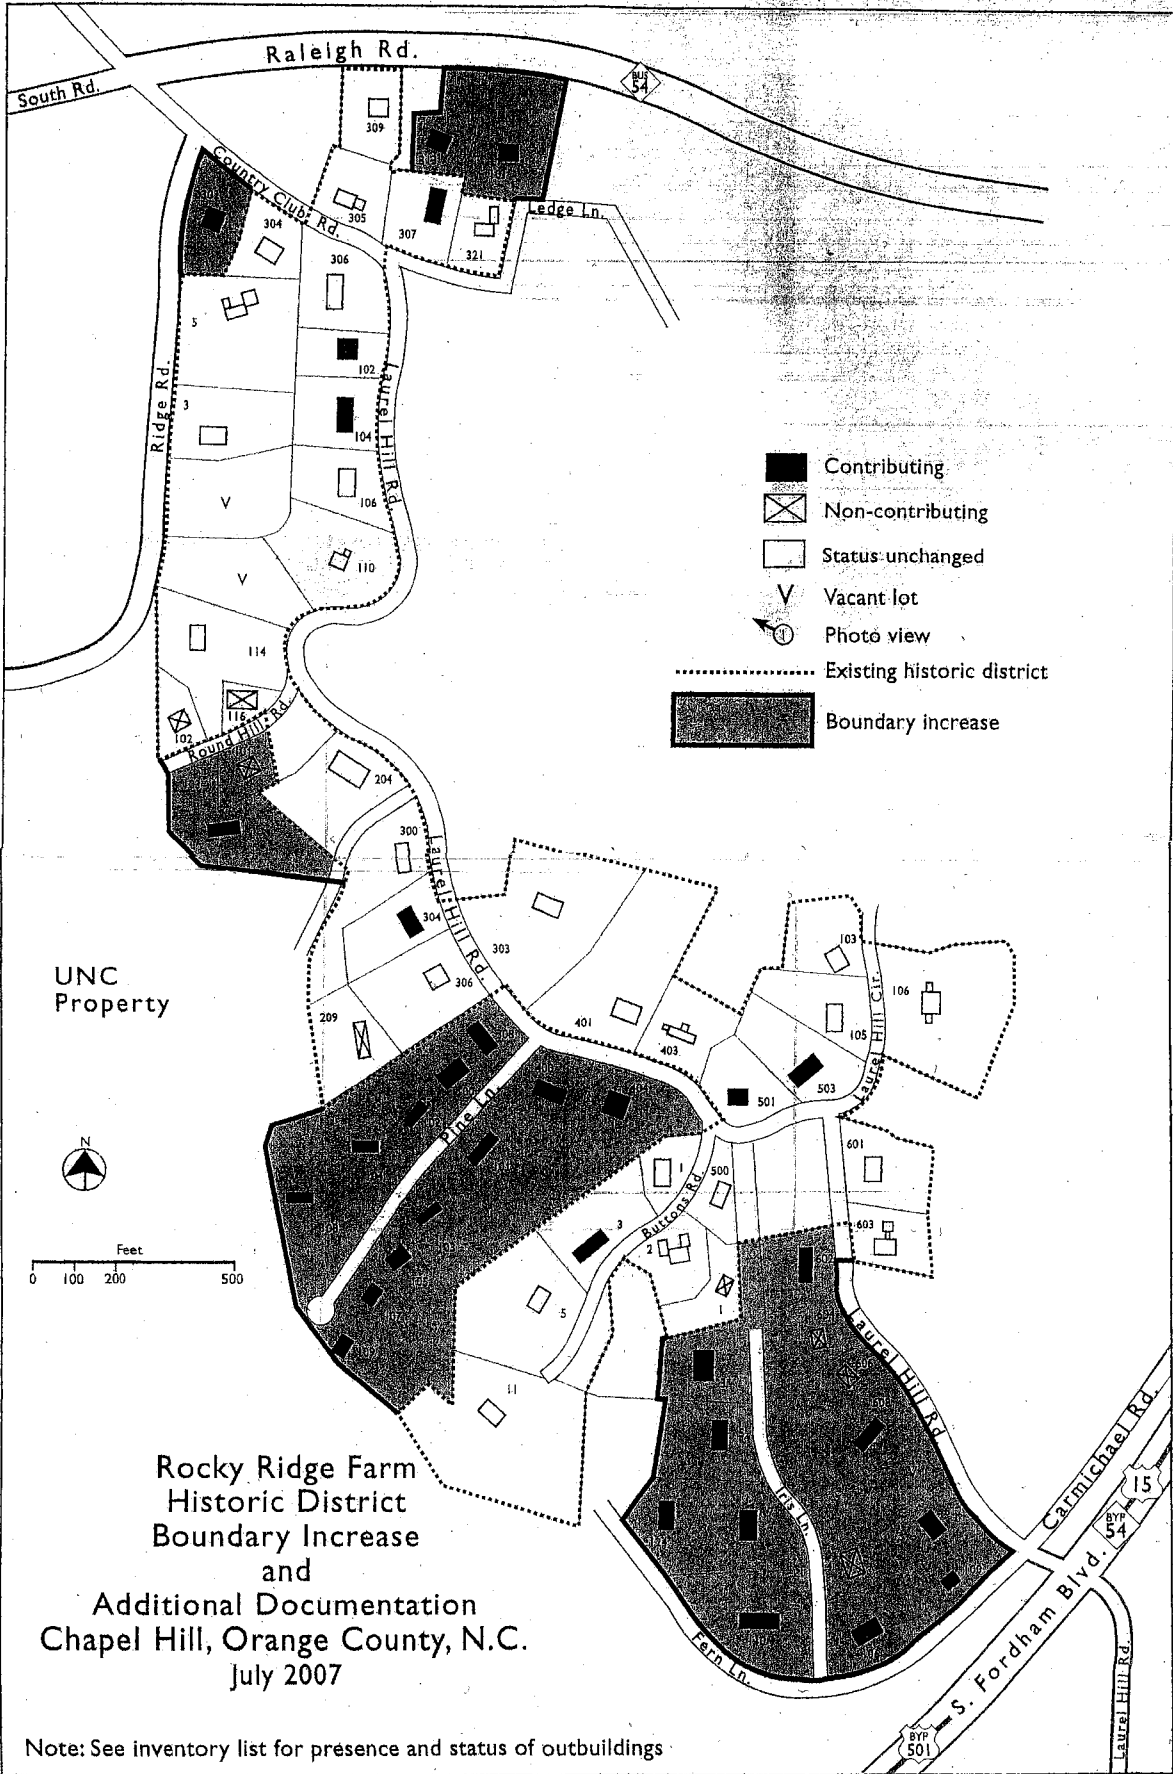 Raleigh Rd.
BUS
54
South Rd.
309
Country Club Rd.
305
304
307
321
Ledge Ln.
306
5
102
Ridge Rd.
3
104
Laurel Hill Rd
V
106
110
V
114
116
102
Round Hill Rd.
204
300
Laurel Hill Rd.
304
303
306
209
401
403
103
106
105
Laurel Hill Cir.
501
503
Contributing
Non-contributing
Status unchanged
V Vacant lot
Photo view
Existing historic district
Boundary increase
UNC
Property
Pine Ln.
1
500
601
Buttons Rd.
3
2
603
1
5
11
N
Feet
0 100 200 500
Laurel Hill Rd
Iris Ln.
Fern Ln.
Carmichael Rd.
15
BYP
54
S. Fordham Blvd.
BYP
501
Laurel Hill Rd.
Rocky Ridge Farm
Historic District
Boundary Increase
and
Additional Documentation
Chapel Hill, Orange County, N.C.
July 2007
Note: See inventory list for presence and status of outbuildings